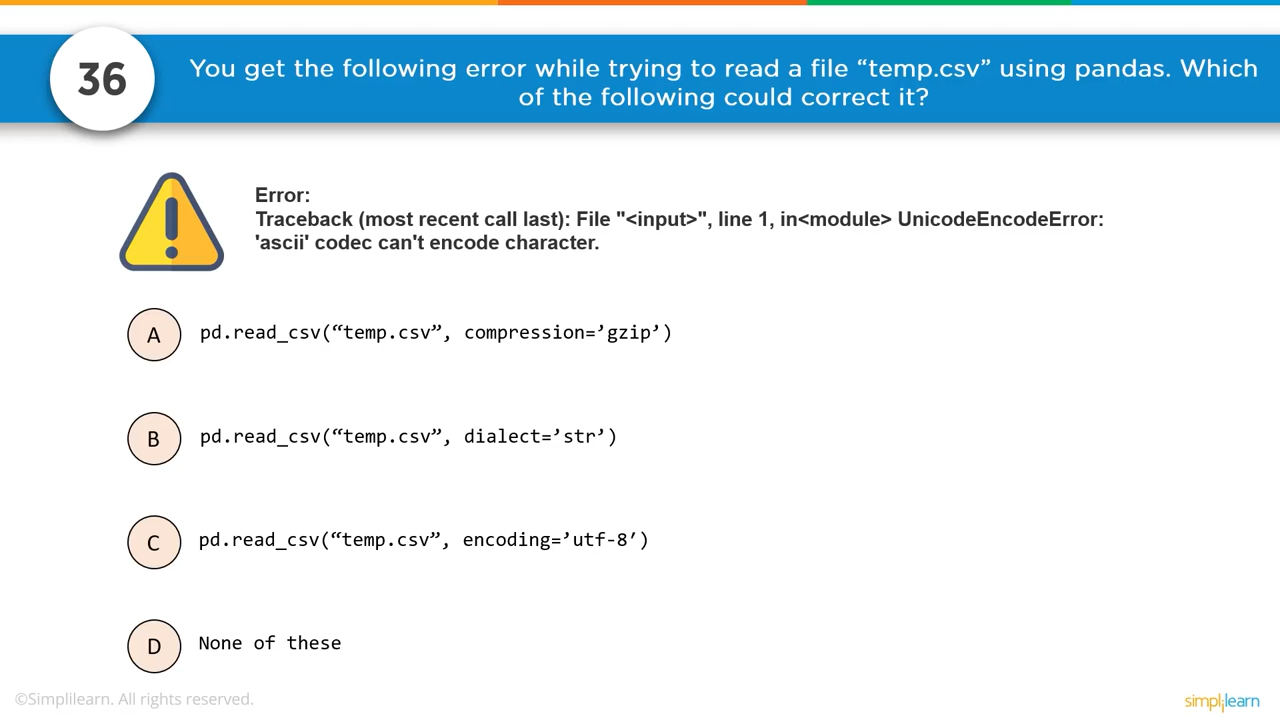 36
You get the following error while trying to read a file “temp.csv” using pandas. Which
of the following could correct it?
Error:
Traceback (most recent call last): File "<input>", line 1, in<module> UnicodeEncodeError:
'ascii' codec can't encode character.
A
pd.read_csv(“temp.csv”, compression=’gzip’)
B
pd.read_csv(“temp.csv”, dialect=’str’)
C
pd.read_csv(“temp.csv”, encoding=’utf-8′)
D
None of these
©Simplilearn. All rights reserved.
simplilearn